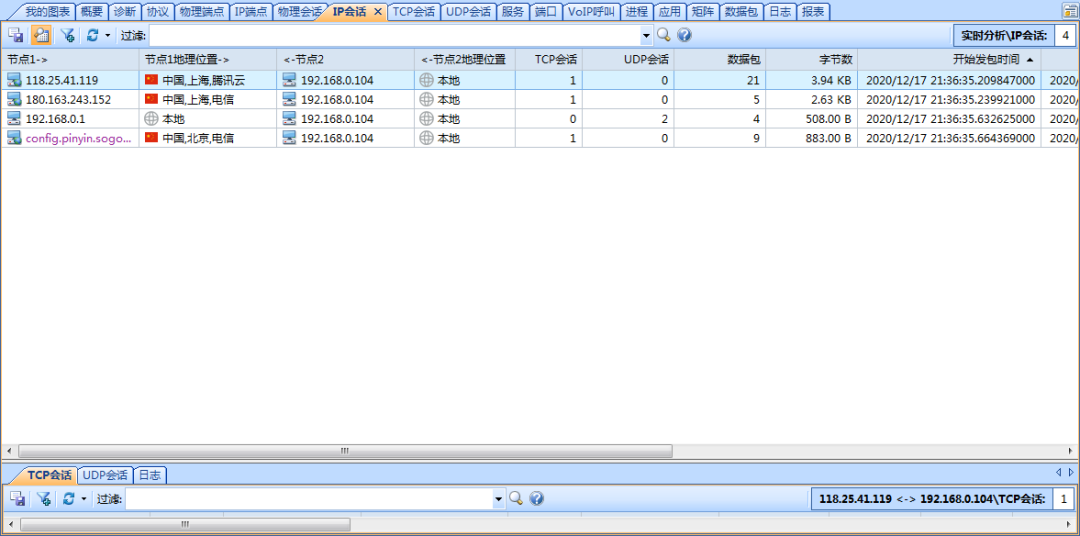 我的图表 概要 诊断 协议 物理端点 IP端点 物理会话 IP会话 TCP会话 UDP会话 服务 端口 VoIP呼叫 进程 应用 矩阵 数据包 日志 报表
过滤: 实时分析\IP会话: 4
节点1-> 节点1地理位置-> <-节点2 <-节点2地理位置 TCP会话 UDP会话 数据包 字节数 开始发包时间
118.25.41.119 中国,上海,腾讯云 192.168.0.104 本地 1 0 21 3.94 KB 2020/12/17 21:36:35.209847000 2020/
180.163.243.152 中国,上海,电信 192.168.0.104 本地 1 0 5 2.63 KB 2020/12/17 21:36:35.239921000 2020/
192.168.0.1 本地 192.168.0.104 本地 0 2 4 508.00 B 2020/12/17 21:36:35.632625000 2020/
config.pinyin.sogo... 中国,北京,电信 192.168.0.104 本地 1 0 9 883.00 B 2020/12/17 21:36:35.664369000 2020/
TCP会话 UDP会话 日志
过滤: 118.25.41.119 <-> 192.168.0.104\TCP会话: 1